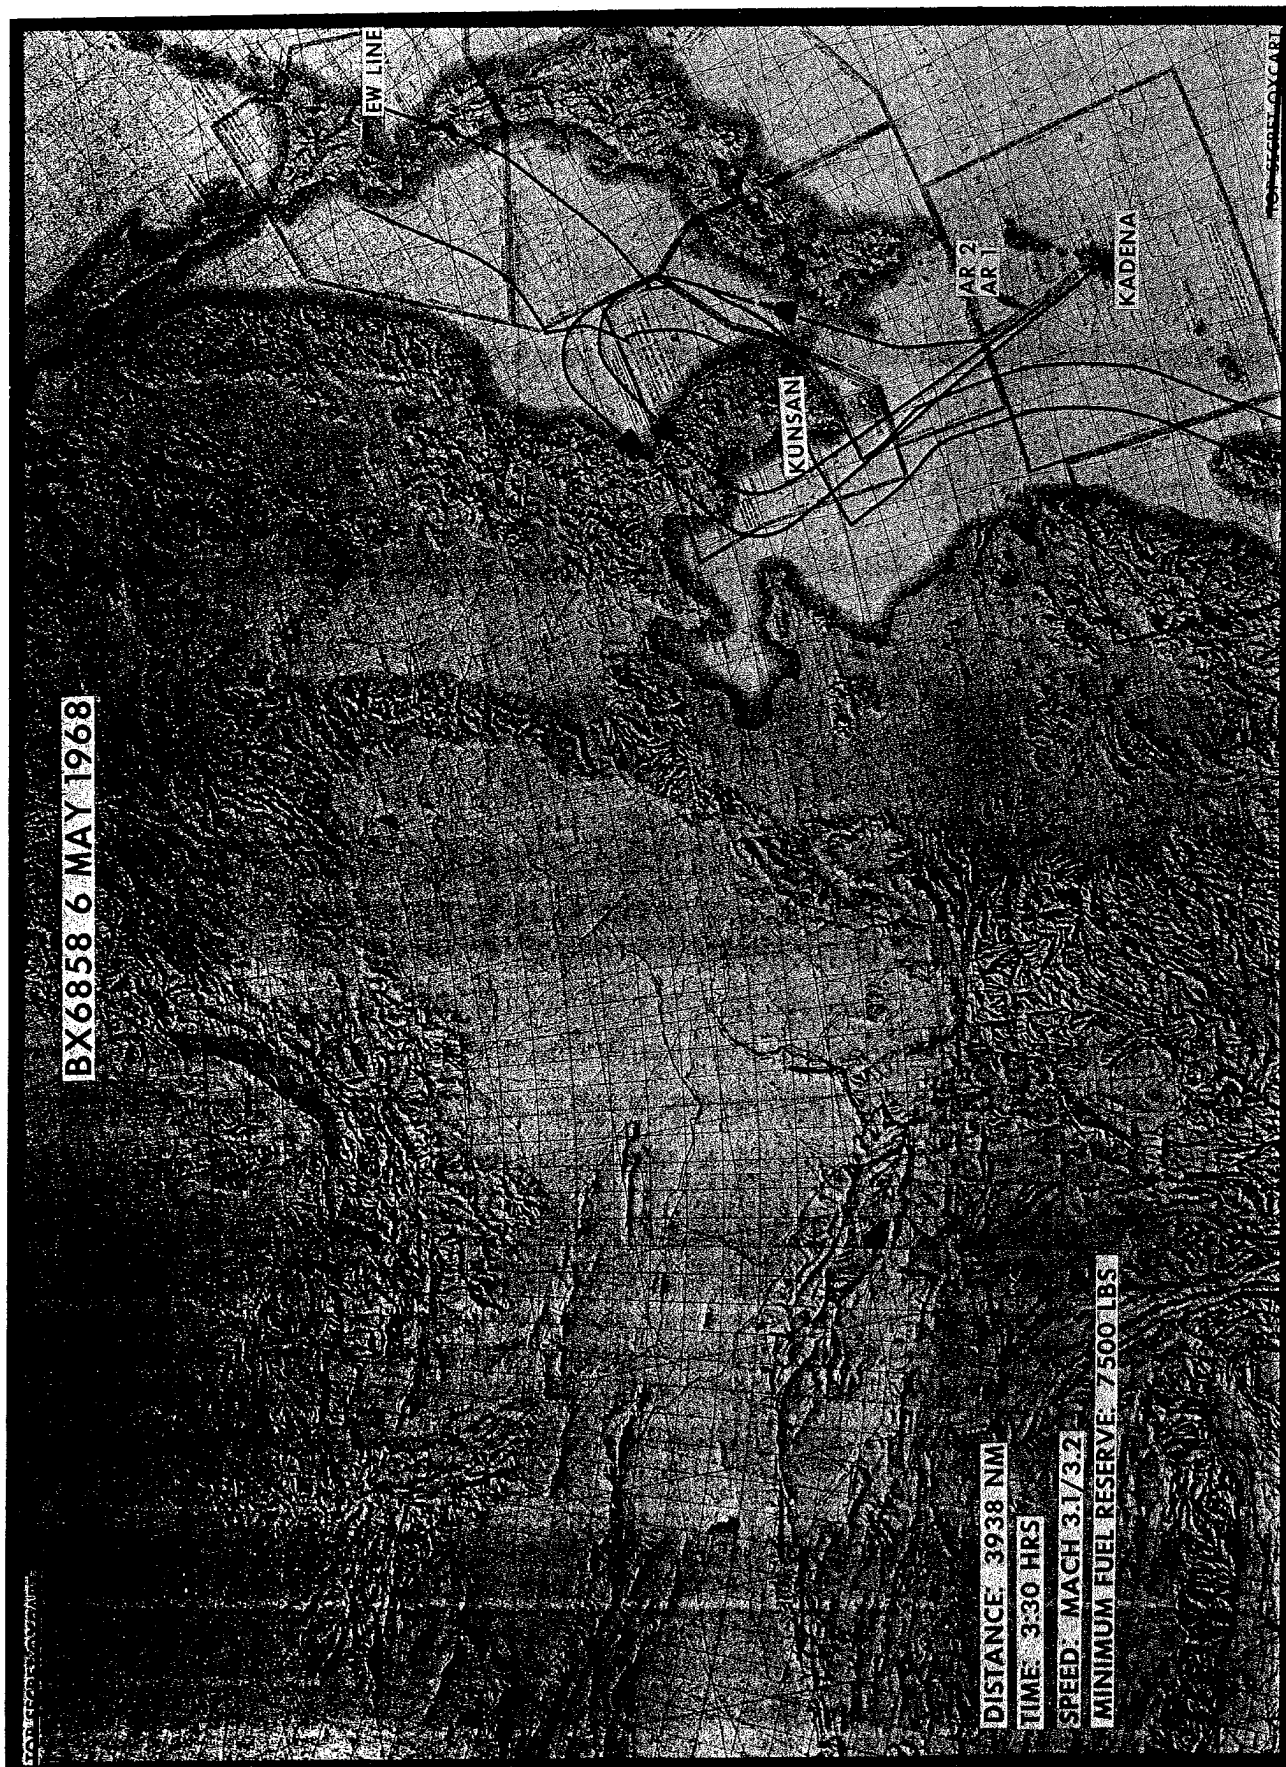 BX6858 6 MAY 1968
EW LINE
KUNSAN
AR 2
AR 1
KADENA
DISTANCE: 3938 NM
TIME: 3:30 HRS
SPEED: MACH 3.1/3.2
MINIMUM FUEL RESERVE 7500 LBS